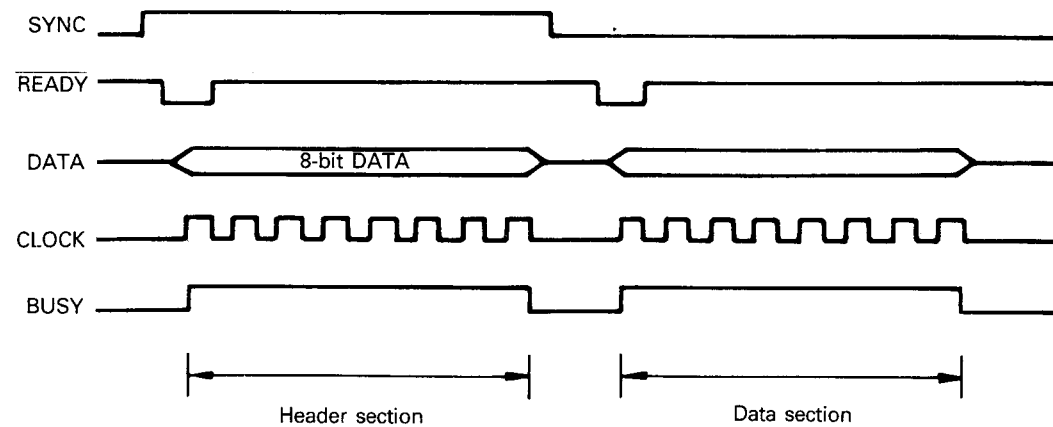 SYNC
READY
DATA
8-bit DATA
CLOCK
BUSY
Header section
Data section